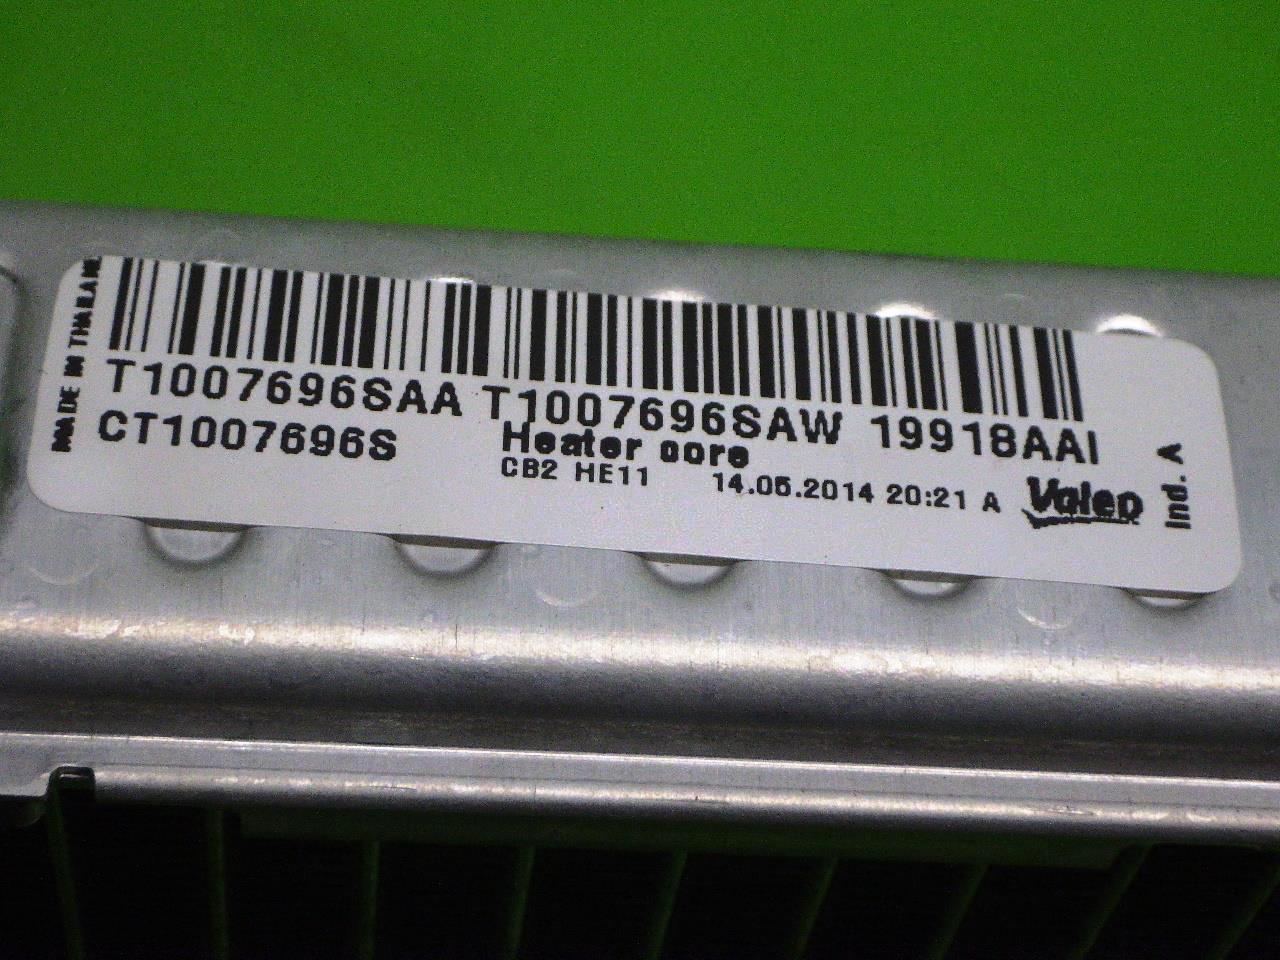 MADE IN THAILAND
T1007696SAA T1007696SAW 19918AAI
CT1007696S
Heater core
CB2 HE11 14.05.2014 20:21 A
Valeo
Ind. A